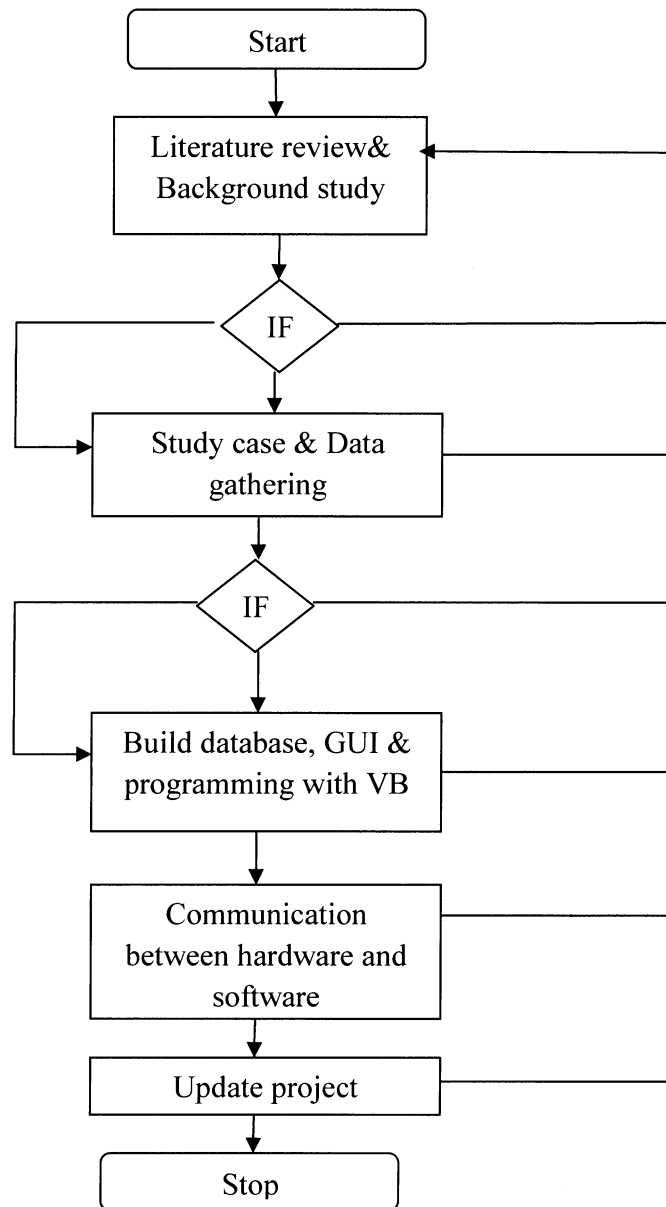 Start
Literature review&
Background study
IF
Study case & Data
gathering
IF
Build database, GUI &
programming with VB
Communication
between hardware and
software
Update project
Stop